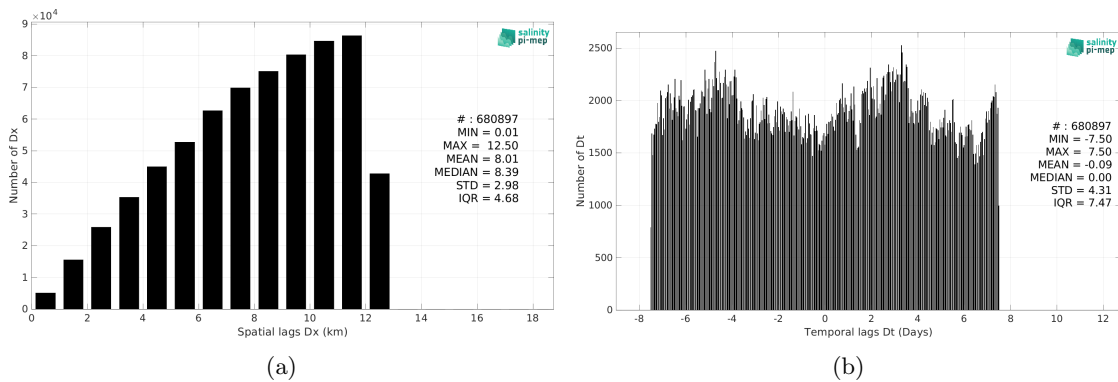 ×10⁴
9
8
7
6
5
4
3
2
1
0
Number of Dx
0 2 4 6 8 10 12 14 16 18
Spatial lags Dx (km)
salinity
pi-mep
# : 680897
MIN = 0.01
MAX = 12.50
MEAN = 8.01
MEDIAN = 8.39
STD = 2.98
IQR = 4.68
(a)
2500
2000
1500
1000
500
0
Number of Dt
-8 -6 -4 -2 0 2 4 6 8 10 12
Temporal lags Dt (Days)
salinity
pi-mep
# : 680897
MIN = -7.50
MAX = 7.50
MEAN = -0.09
MEDIAN = 0.00
STD = 4.31
IQR = 7.47
(b)